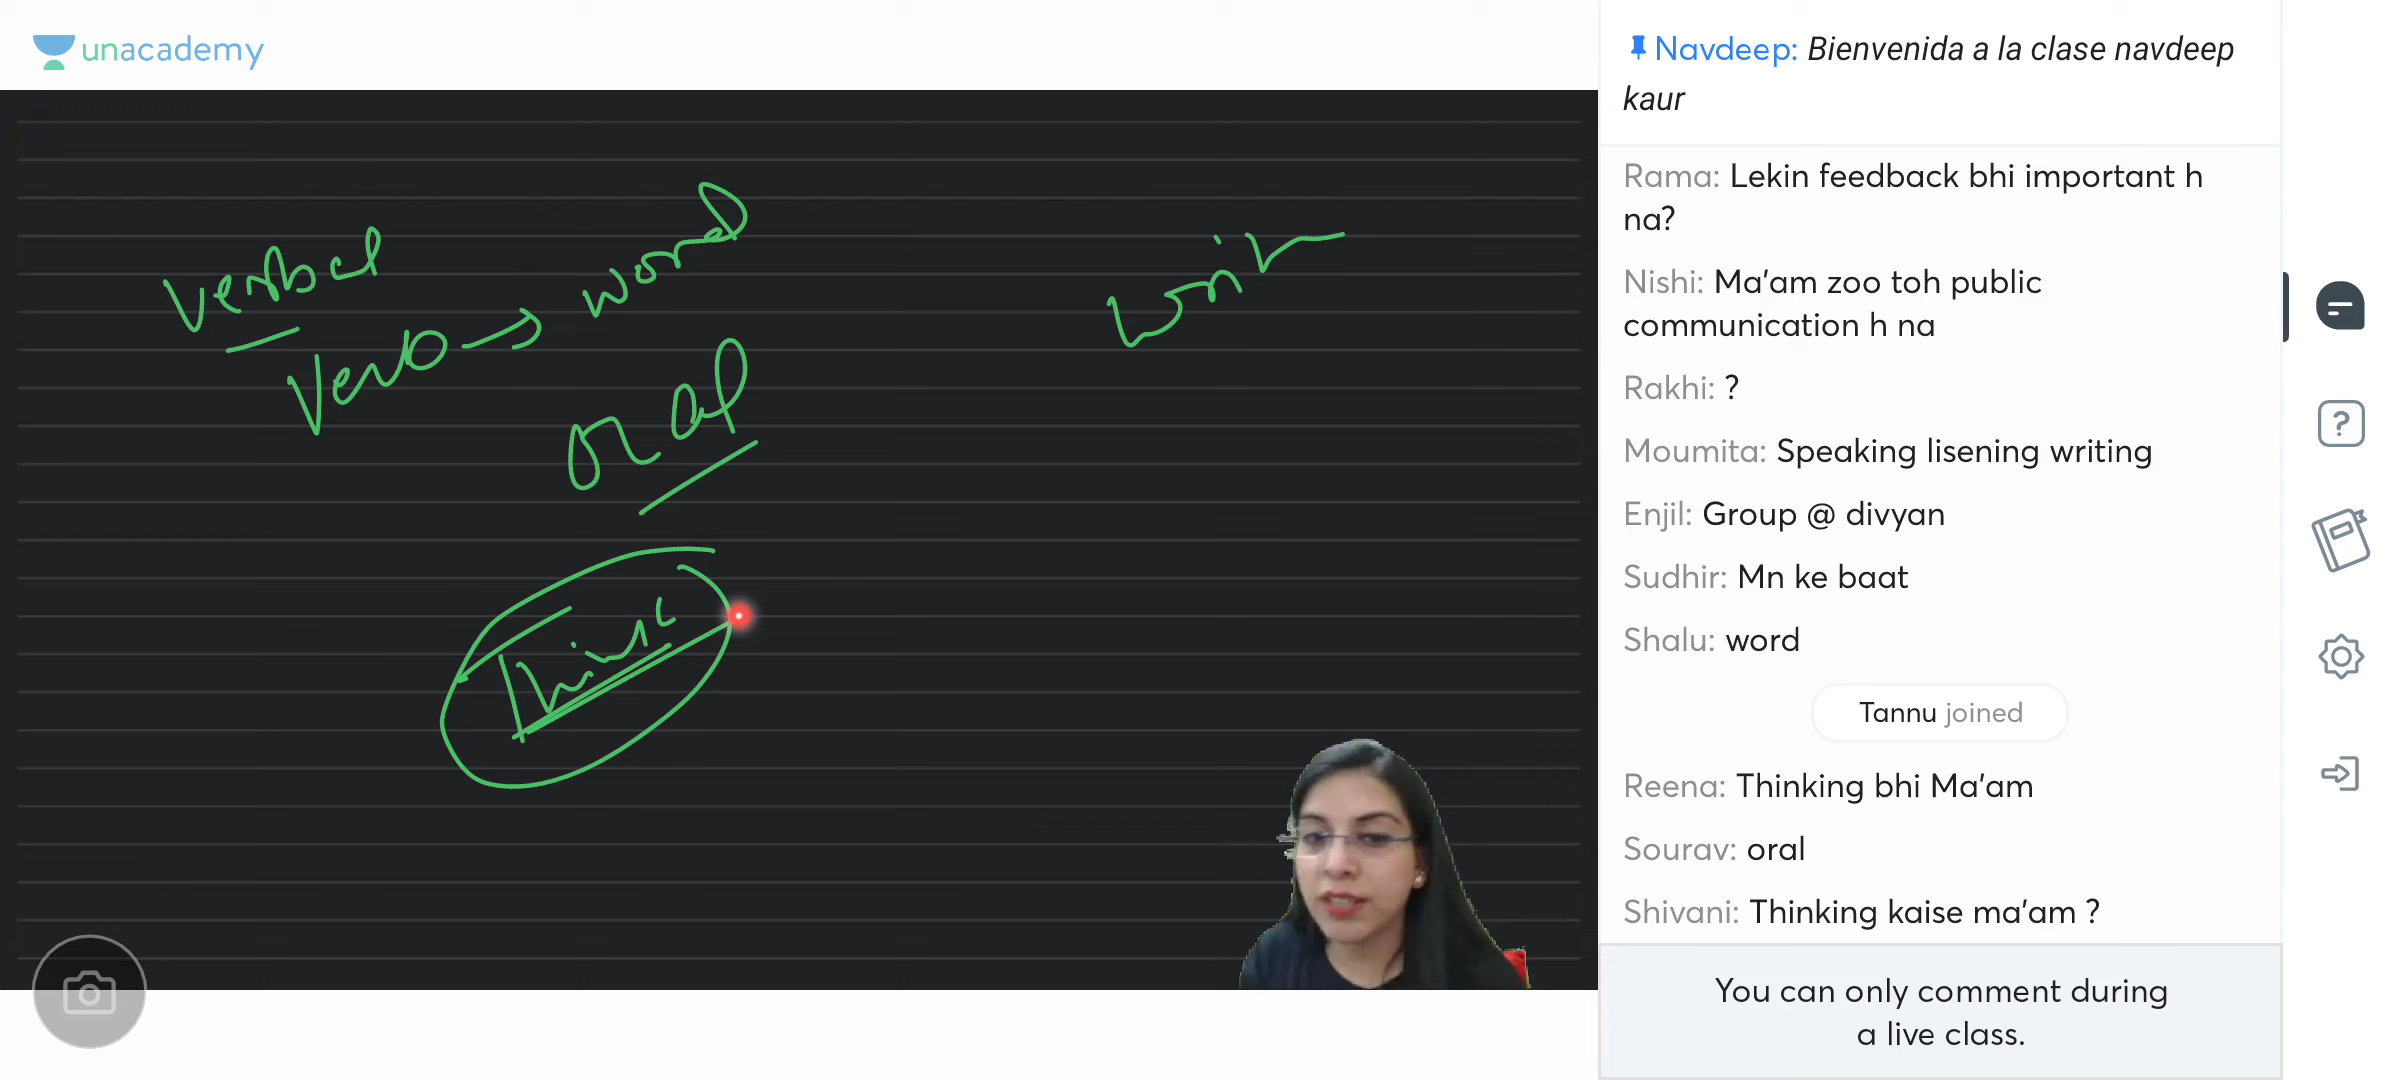 unacademy
verbal
Verb → word
oral
writ
Think
Navdeep: Bienvenida a la clase navdeep
kaur
Rama: Lekin feedback bhi important h
na?
Nishi: Ma'am zoo toh public
communication h na
Rakhi: ?
Moumita: Speaking lisening writing
Enjil: Group @ divyan
Sudhir: Mn ke baat
Shalu: word
Tannu joined
Reena: Thinking bhi Ma'am
Sourav: oral
Shivani: Thinking kaise ma'am ?
You can only comment during
a live class.